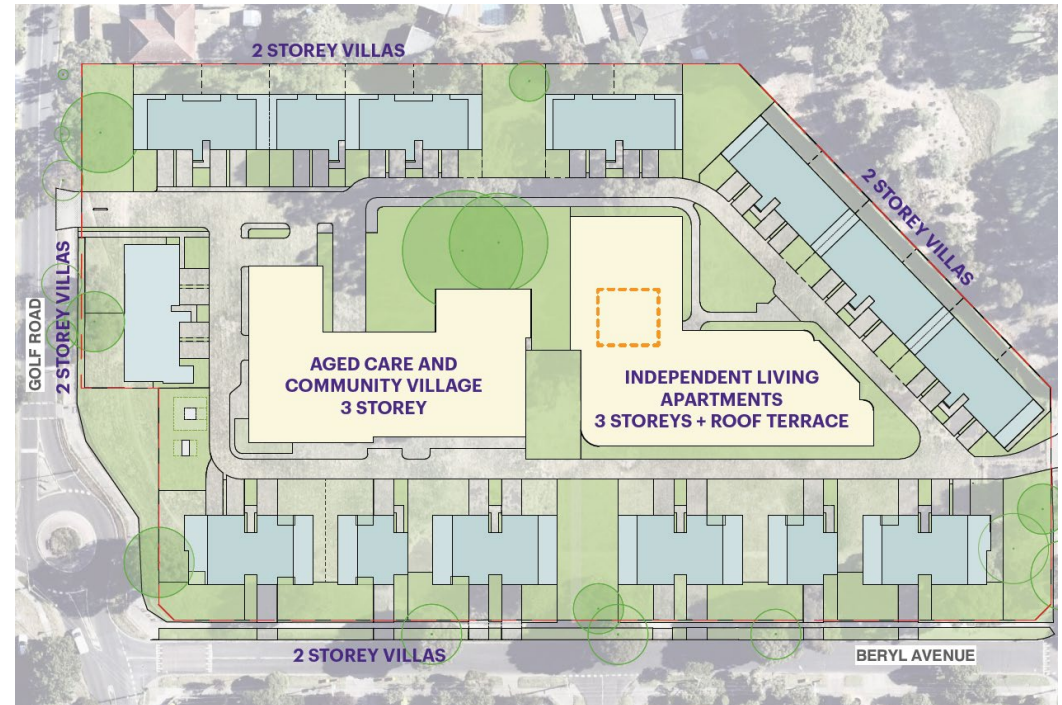 2 STOREY VILLAS
2 STOREY VILLAS
GOLF ROAD
2 STOREY VILLAS
AGED CARE AND
COMMUNITY VILLAGE
3 STOREY
INDEPENDENT LIVING
APARTMENTS
3 STOREYS + ROOF TERRACE
2 STOREY VILLAS
BERYL AVENUE